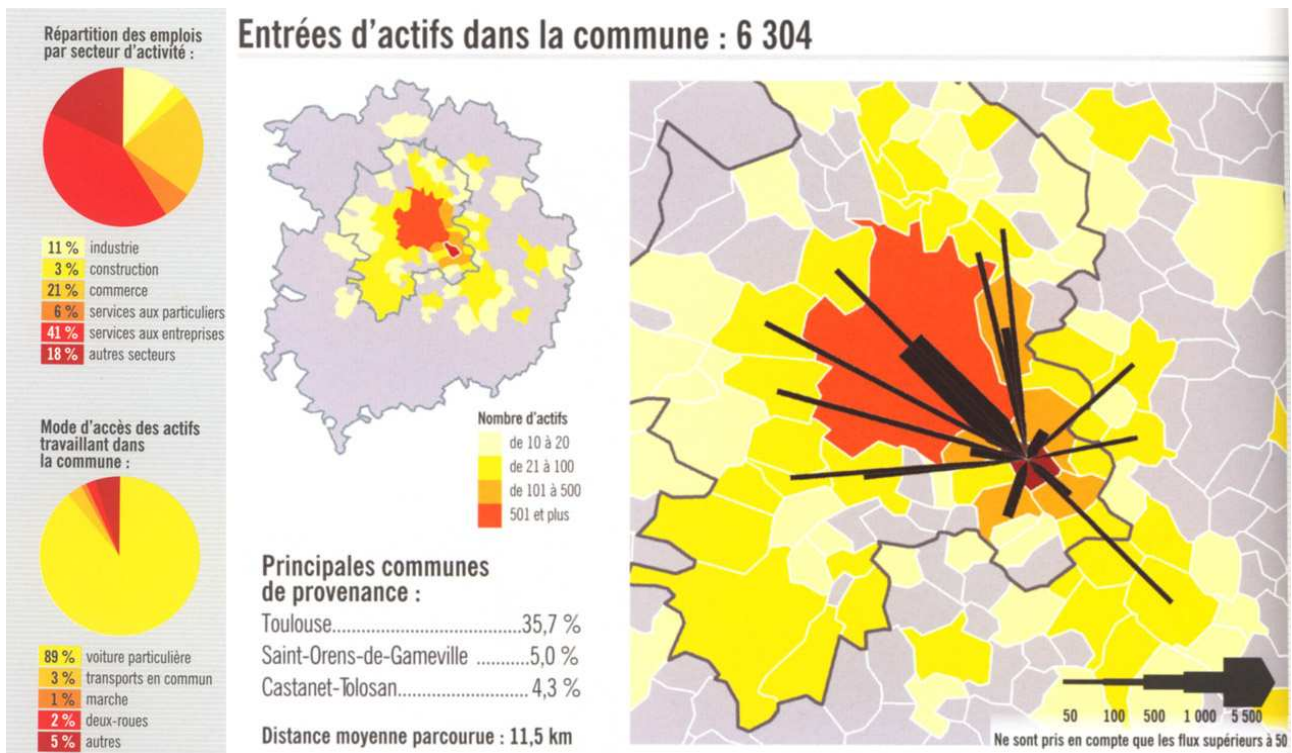 Répartition des emplois
par secteur d'activité :
11 % industrie
3 % construction
21 % commerce
6 % services aux particuliers
41 % services aux entreprises
18 % autres secteurs
Mode d'accès des actifs
travaillant dans
la commune :
89 % voiture particulière
3 % transports en commun
1 % marche
2 % deux-roues
5 % autres
Entrées d'actifs dans la commune : 6 304
Nombre d'actifs
de 10 à 20
de 21 à 100
de 101 à 500
501 et plus
Principales communes
de provenance :
Toulouse..............................35,7 %
Saint-Orens-de-Gameville ..........5,0 %
Castanet-Tolosan....................4,3 %
Distance moyenne parcourue : 11,5 km
50 100 500 1 000 5 500
Ne sont pris en compte que les flux supérieurs à 50